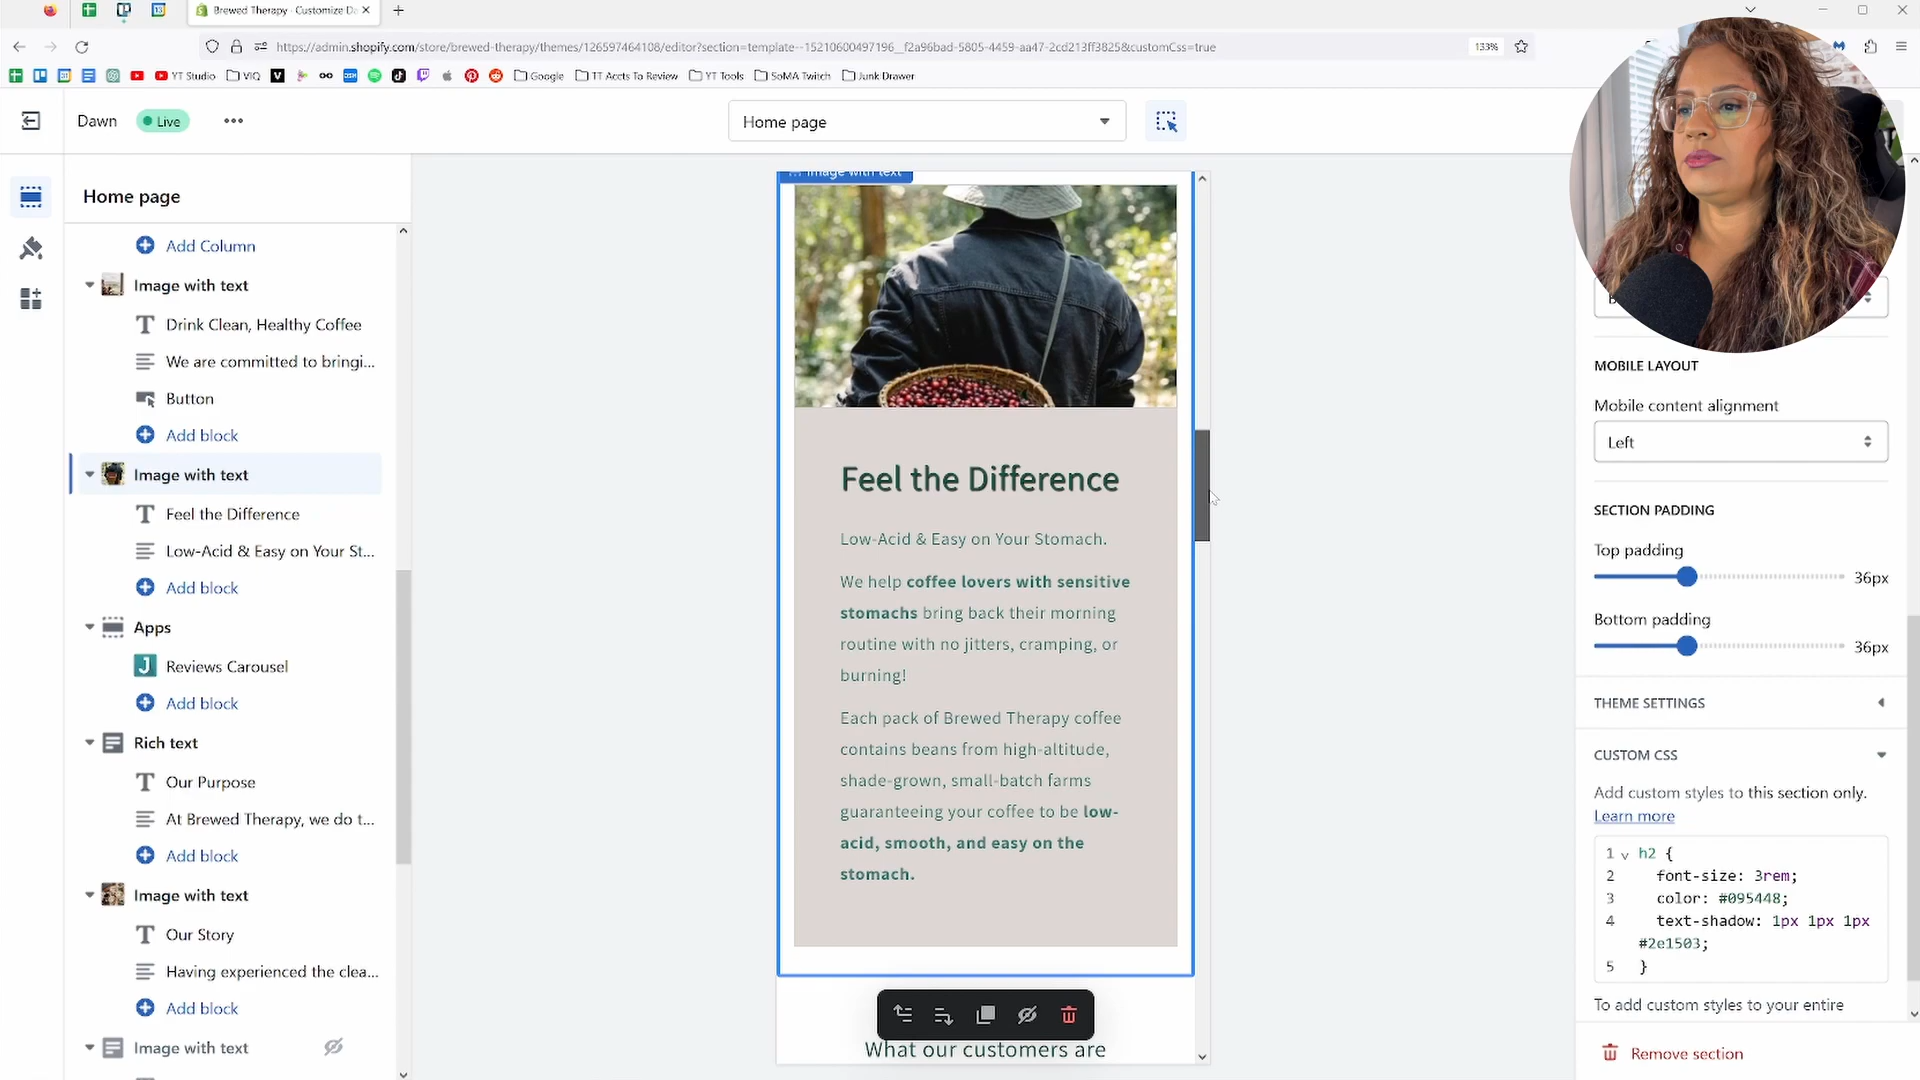 Brewed Therapy · Customize Da
https://admin.shopify.com/store/brewed-therapy/themes/126597464108/editor?section=template--15210600497196__f2a96bad-5805-4459-aa47-2cd213ff3825&customCss=true
133%
YT Studio
VIQ
Google
TT Accts To Review
YT Tools
SoMA Twitch
Junk Drawer
Dawn
Live
Home page
Home page
Add Column
Image with text
Drink Clean, Healthy Coffee
We are committed to bringi...
Button
Add block
Image with text
Feel the Difference
Low-Acid & Easy on Your St...
Add block
Apps
Reviews Carousel
Add block
Rich text
Our Purpose
At Brewed Therapy, we do t...
Add block
Image with text
Our Story
Having experienced the clea...
Add block
Image with text
Image with text
Feel the Difference
Low-Acid & Easy on Your Stomach.
We help coffee lovers with sensitive
stomachs bring back their morning
routine with no jitters, cramping, or
burning!
Each pack of Brewed Therapy coffee
contains beans from high-altitude,
shade-grown, small-batch farms
guaranteeing your coffee to be low-
acid, smooth, and easy on the
stomach.
What our customers are
MOBILE LAYOUT
Mobile content alignment
Left
SECTION PADDING
Top padding
36px
Bottom padding
36px
THEME SETTINGS
CUSTOM CSS
Add custom styles to this section only.
Learn more
1 h2 {
2 font-size: 3rem;
3 color: #095448;
4 text-shadow: 1px 1px 1px
#2e1503;
5 }
To add custom styles to your entire
Remove section